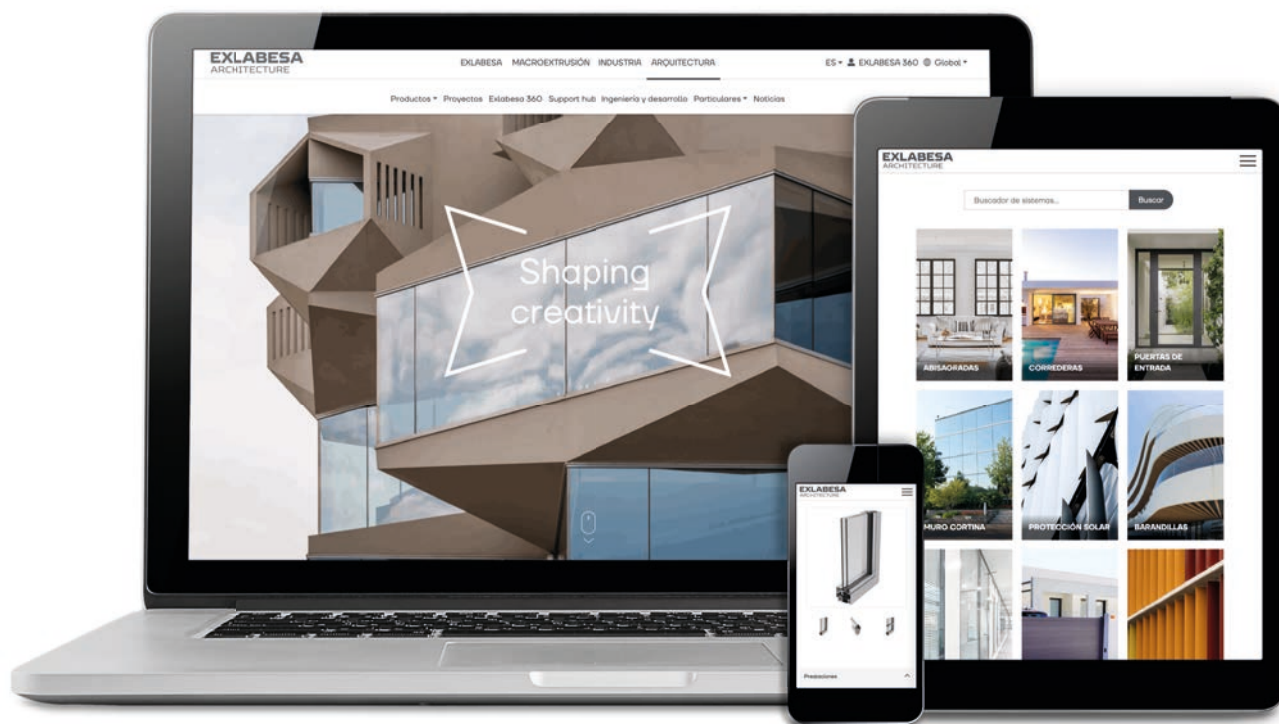 EXLABESA
ARCHITECTURE
EXLABESA MACROEXTRUSIÓN INDUSTRIA ARQUITECTURA
ES EXLABESA 360 Global
Productos Proyectos Exlabesa 360 Support hub Ingeniería y desarrollo Particulares Noticias
Shaping
creativity
EXLABESA
ARCHITECTURE
Buscador de sistemas... Buscar
ABISAGRADAS
CORREDERAS
PUERTAS DE
ENTRADA
MURO CORTINA
PROTECCIÓN SOLAR
BARANDILLAS
EXLABESA
ARCHITECTURE
Prestaciones